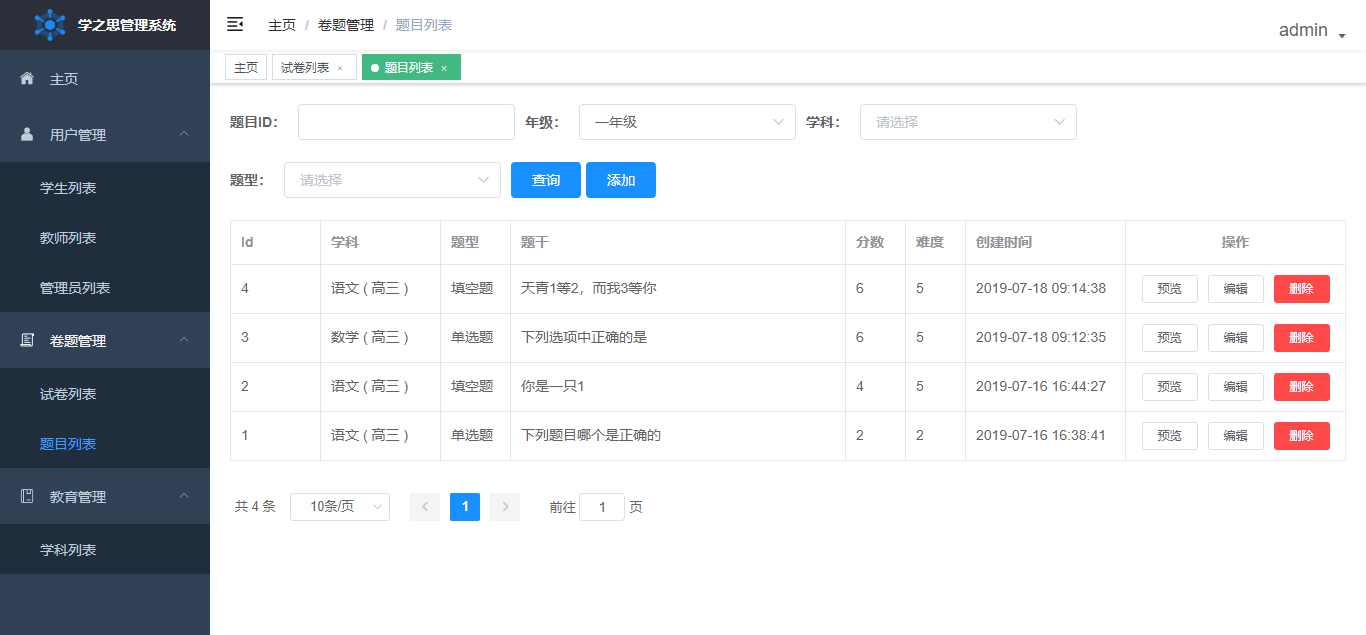 学之思管理系统
主页 / 卷题管理 / 题目列表
admin
主页
试卷列表 ×
题目列表 ×
主页
用户管理
学生列表
教师列表
管理员列表
卷题管理
试卷列表
题目列表
教育管理
学科列表
题目ID： 年级： 一年级 学科： 请选择
题型： 请选择 查询 添加
Id 学科 题型 题干 分数 难度 创建时间 操作
4 语文 ( 高三 ) 填空题 天青1等2，而我3等你 6 5 2019-07-18 09:14:38 预览 编辑 删除
3 数学 ( 高三 ) 单选题 下列选项中正确的是 6 5 2019-07-18 09:12:35 预览 编辑 删除
2 语文 ( 高三 ) 填空题 你是一只1 4 5 2019-07-16 16:44:27 预览 编辑 删除
1 语文 ( 高三 ) 单选题 下列题目哪个是正确的 2 2 2019-07-16 16:38:41 预览 编辑 删除
共 4 条 10条/页 < 1 > 前往 1 页